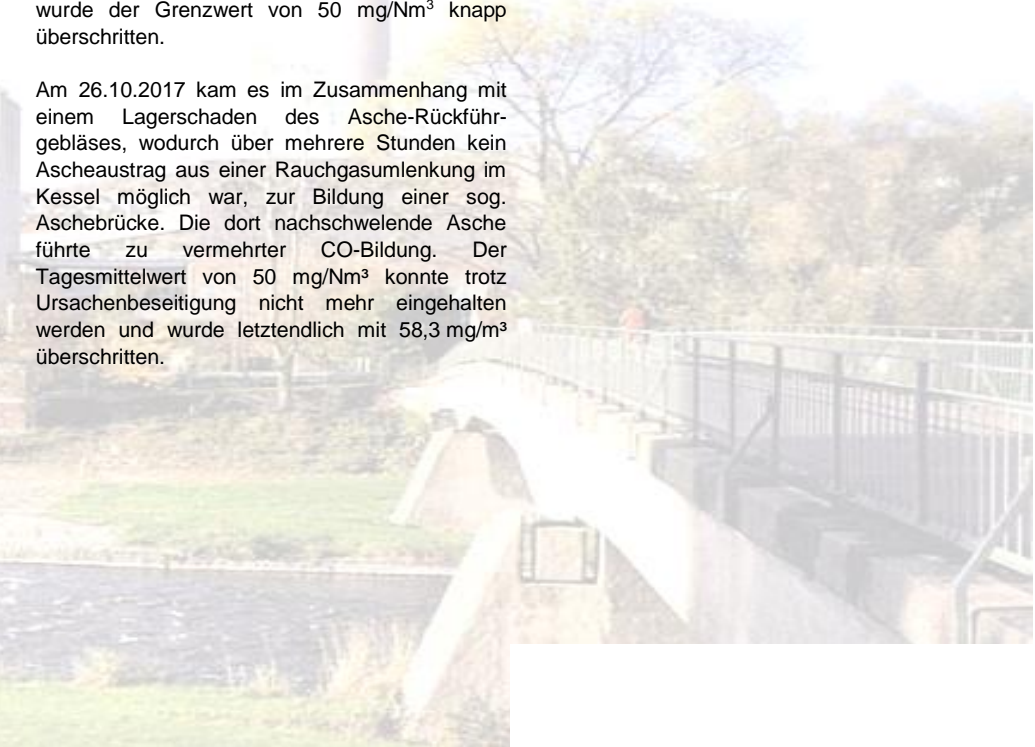 wurde der Grenzwert von 50 mg/Nm³ knapp
überschritten.
Am 26.10.2017 kam es im Zusammenhang mit
einem Lagerschaden des Asche-Rückführ-
gebläses, wodurch über mehrere Stunden kein
Ascheaustrag aus einer Rauchgasumlenkung im
Kessel möglich war, zur Bildung einer sog.
Aschebrücke. Die dort nachschwelende Asche
führte zu vermehrter CO-Bildung. Der
Tagesmittelwert von 50 mg/Nm³ konnte trotz
Ursachenbeseitigung nicht mehr eingehalten
werden und wurde letztendlich mit 58,3 mg/m³
überschritten.